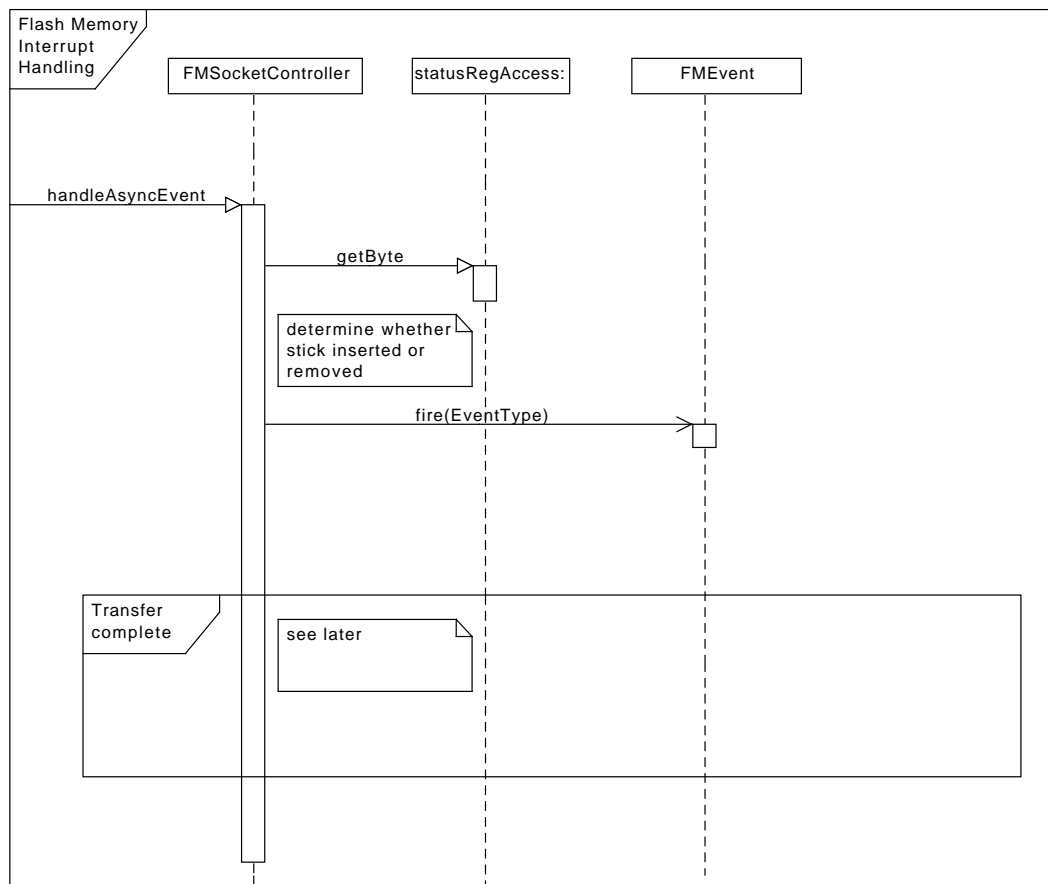 Flash Memory
Interrupt
Handling
FMSocketController
statusRegAccess:
FMEvent
handleAsyncEvent
getByte
determine whether
stick inserted or
removed
fire(EventType)
Transfer
complete
see later